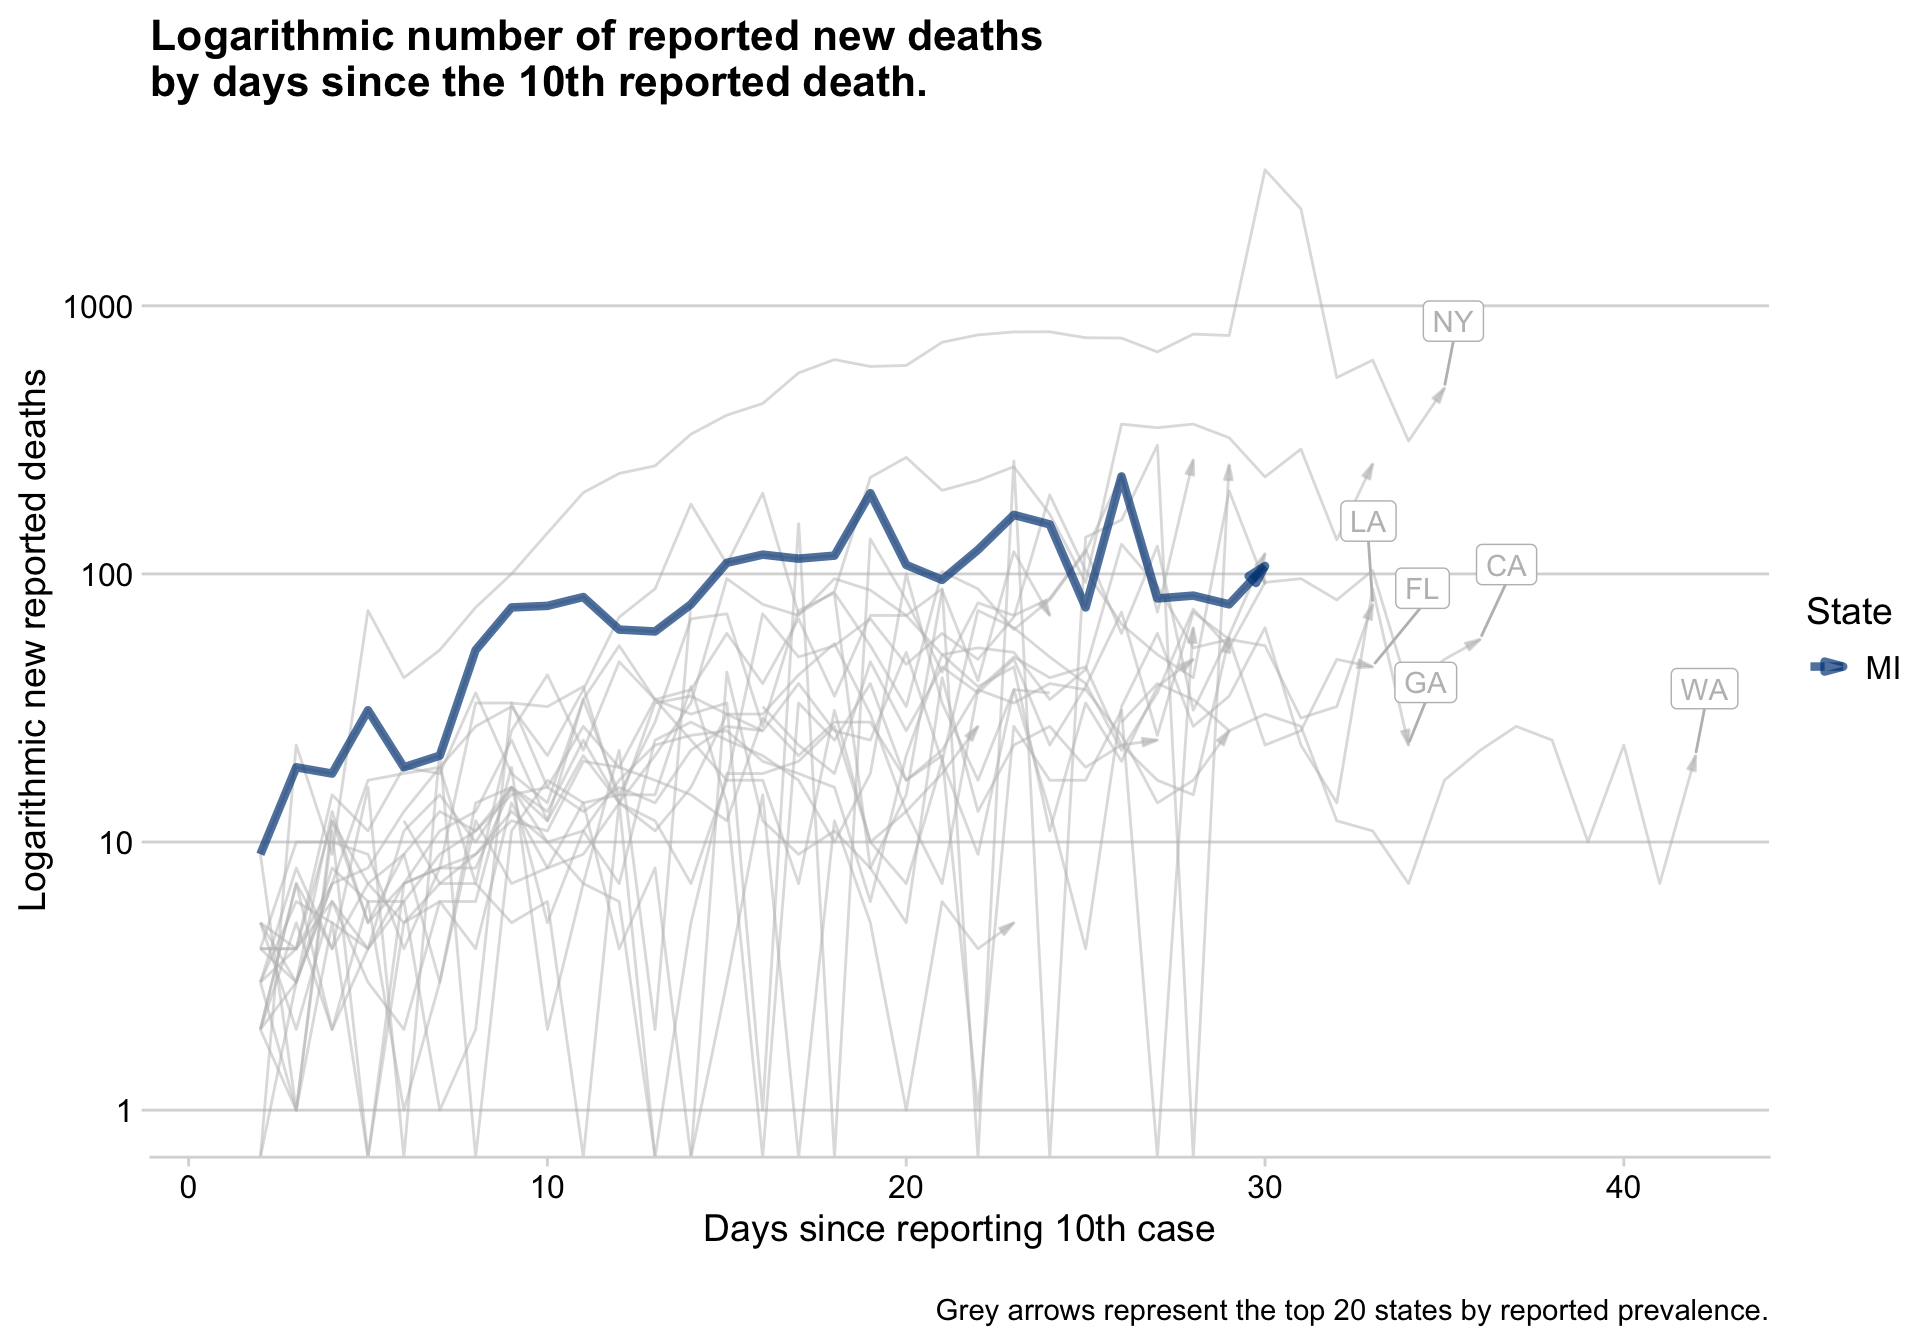 Logarithmic number of reported new deaths
by days since the 10th reported death.
Logarithmic new reported deaths
1000
100
10
1
NY
LA
CA
FL
GA
WA
State
MI
0 10 20 30 40
Days since reporting 10th case
Grey arrows represent the top 20 states by reported prevalence.